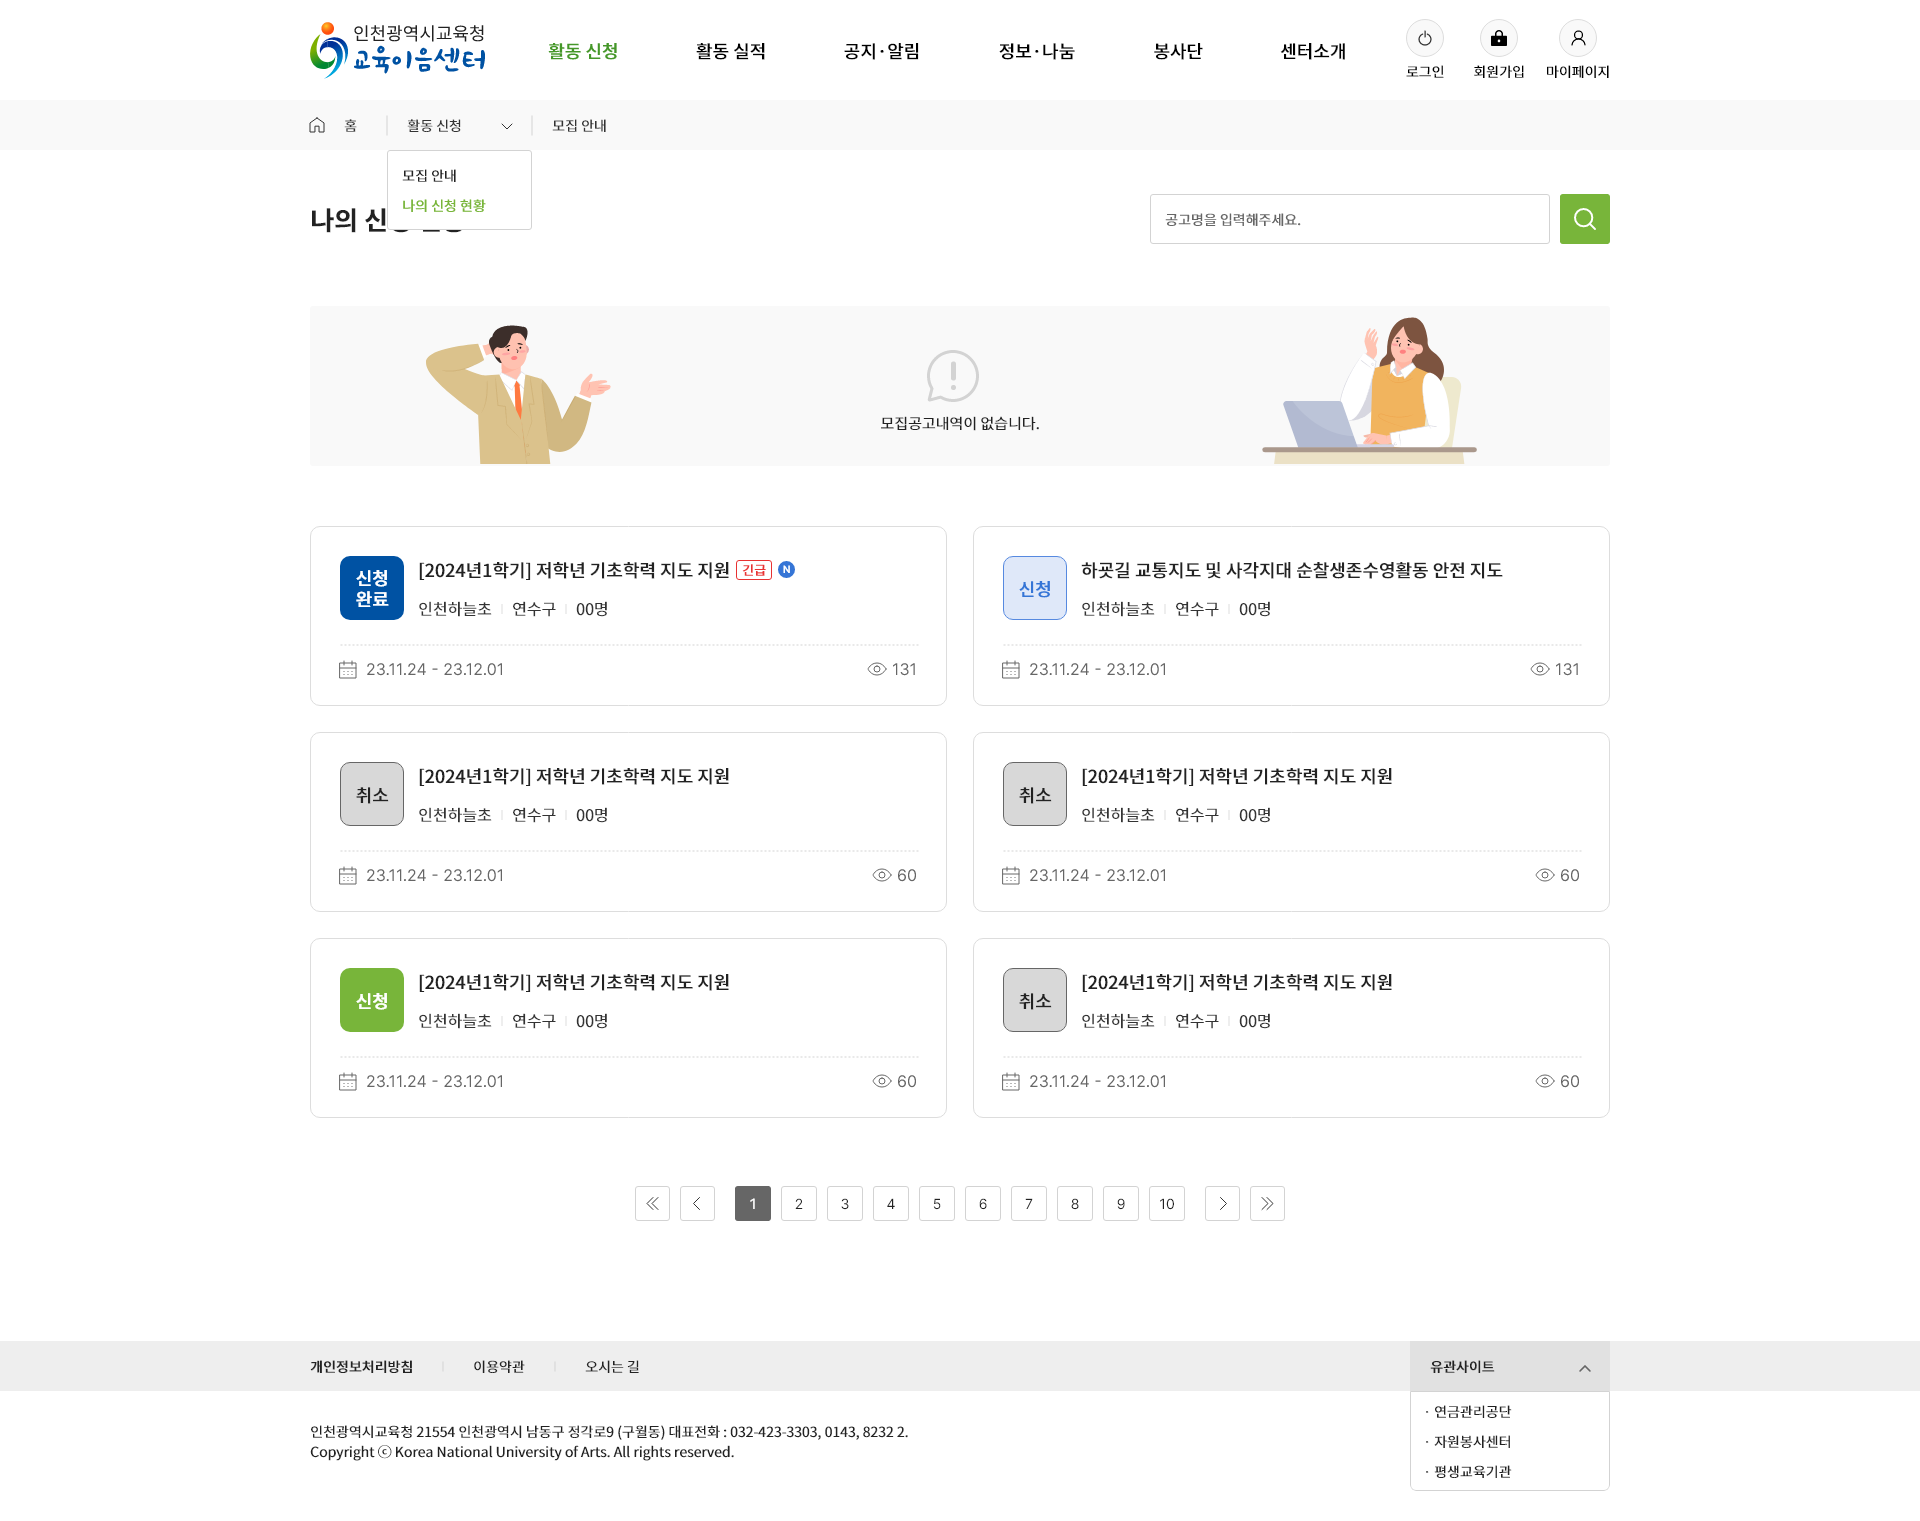 인천광역시교육청
교육이음센터
활동 신청
활동 실적
공지·알림
정보·나눔
봉사단
센터소개
로그인
회원가입
마이페이지
홈
활동 신청
모집 안내
모집 안내
나의 신청 현황
나의 신
공고명을 입력해주세요.
모집공고내역이 없습니다.
신청
완료
[2024년1학기] 저학년 기초학력 지도 지원 긴급 N
인천하늘초 연수구 00명
23.11.24 - 23.12.01
131
신청
하굣길 교통지도 및 사각지대 순찰생존수영활동 안전 지도
인천하늘초 연수구 00명
23.11.24 - 23.12.01
131
취소
[2024년1학기] 저학년 기초학력 지도 지원
인천하늘초 연수구 00명
23.11.24 - 23.12.01
60
취소
[2024년1학기] 저학년 기초학력 지도 지원
인천하늘초 연수구 00명
23.11.24 - 23.12.01
60
신청
[2024년1학기] 저학년 기초학력 지도 지원
인천하늘초 연수구 00명
23.11.24 - 23.12.01
60
취소
[2024년1학기] 저학년 기초학력 지도 지원
인천하늘초 연수구 00명
23.11.24 - 23.12.01
60
1 2 3 4 5 6 7 8 9 10
개인정보처리방침
이용약관
오시는 길
유관사이트
· 연금관리공단
· 자원봉사센터
· 평생교육기관
인천광역시교육청 21554 인천광역시 남동구 정각로9 (구월동) 대표전화 : 032-423-3303, 0143, 8232 2.
Copyright ⓒ Korea National University of Arts. All rights reserved.